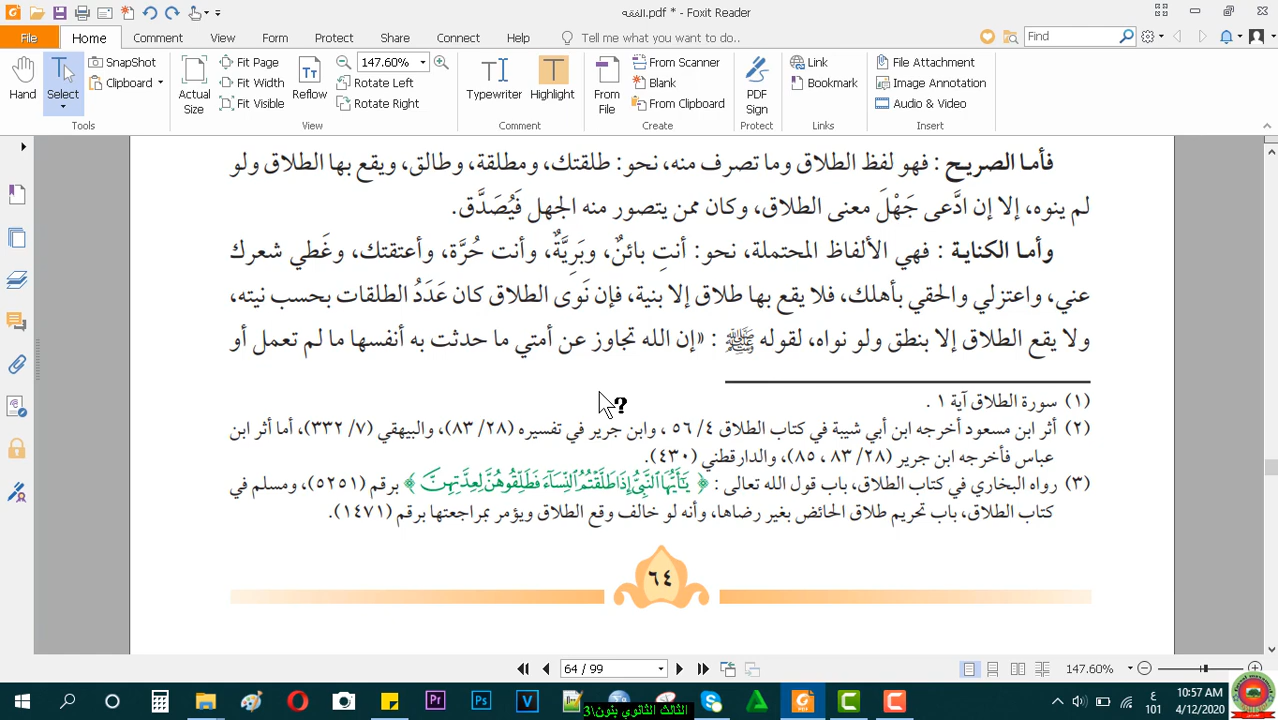 الفقه.pdf * - Foxit Reader
File Home Comment View Form Protect Share Connect Help Tell me what you want to do.. Find
Hand Select SnapShot Clipboard Actual Size Fit Page Fit Width Fit Visible Reflow 147.60% Rotate Left Rotate Right Typewriter Highlight From File From Scanner Blank From Clipboard PDF Sign Link Bookmark File Attachment Image Annotation Audio & Video
Tools View Comment Create Protect Links Insert
فأما الصريح : فهو لفظ الطلاق وما تصرف منه، نحو: طلقتك، ومطلقة، وطالق، ويقع بها الطلاق ولو
لم ينوه، إلا إن ادَّعى جَهْلَ معنى الطلاق، وكان ممن يتصور منه الجهل فَيُصَدَّق.
وأما الكناية : فهي الألفاظ المحتملة، نحو: أنتِ بائنٌ، وبَرِيَّةٌ، وأنت حُرَّة، وأعتقتك، وغَطي شعرك
عني، واعتزلي والحقي بأهلك، فلا يقع بها طلاق إلا بنية، فإن نَوى الطلاق كان عَدَدُ الطلقات بحسب نيته،
ولا يقع الطلاق إلا بنطق ولو نواه، لقوله ﷺ : «إن الله تجاوز عن أمتي ما حدثت به أنفسها ما لم تعمل أو
(١) سورة الطلاق آية ١ .
(٢) أثر ابن مسعود أخرجه ابن أبي شيبة في كتاب الطلاق ٤/ ٥٦ ، وابن جرير في تفسيره (٢٨/ ٨٣)، والبيهقي (٧/ ٣٣٢)، أما أثر ابن
عباس فأخرجه ابن جرير (٢٨/ ٨٣ ، ٨٥)، والدارقطني (٤٣٠).
(٣) رواه البخاري في كتاب الطلاق، باب قول الله تعالى : ﴿ يَٰٓأَيُّهَا ٱلنَّبِيُّ إِذَا طَلَّقۡتُمُ ٱلنِّسَآءَ فَطَلِّقُوهُنَّ لِعِدَّتِهِنَّ ﴾ برقم (٥٢٥١)، ومسلم في
كتاب الطلاق، باب تحريم طلاق الحائض بغير رضاها، وأنه لو خالف وقع الطلاق ويؤمر بمراجعتها برقم (١٤٧١).
٦٤
64 / 99 147.60%
الثالث الثانوي بنون\3
ع 10:57 AM
101 4/12/2020